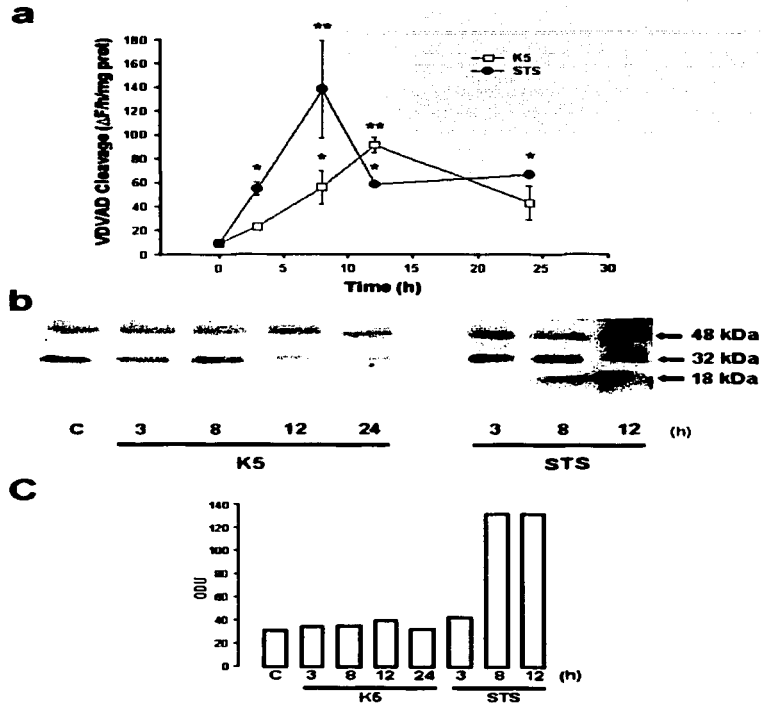 a
180
160
140
120
100
80
60
40
20
0
VDVAD Cleavage (ΔF/h/mg prot)
K5
STS
**
*
*
**
*
*
0 5 10 15 20 25 30
Time (h)
b
48 kDa
32 kDa
18 kDa
C 3 8 12 24 3 8 12 (h)
K5 STS
C
140
120
100
80
60
40
20
0
ODU
C 3 8 12 24 3 8 12 (h)
K5 STS